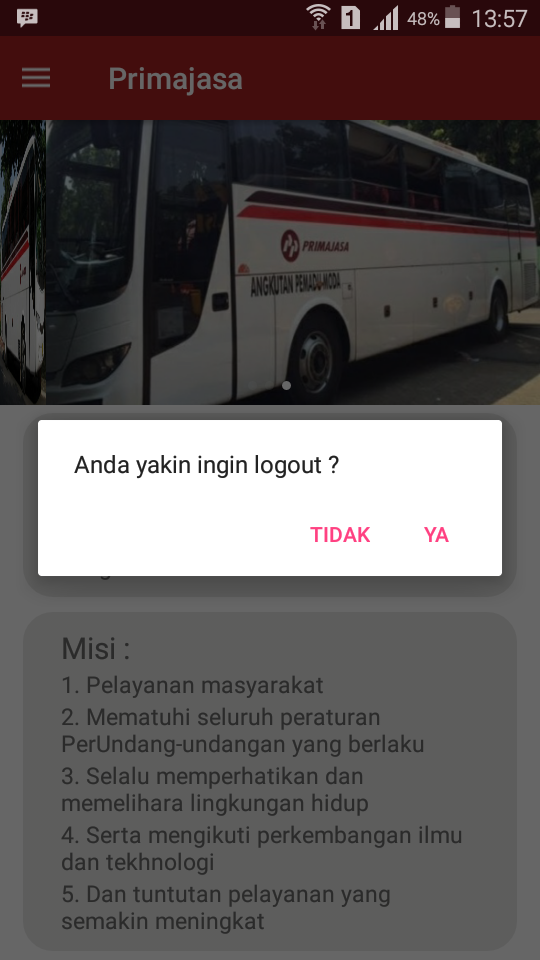 1 48% 13:57
Primajasa
PRIMAJASA
ANGKUTAN PEMADU MODA
Anda yakin ingin logout ?
TIDAK YA
Misi :
1. Pelayanan masyarakat
2. Mematuhi seluruh peraturan
PerUndang-undangan yang berlaku
3. Selalu memperhatikan dan
memelihara lingkungan hidup
4. Serta mengikuti perkembangan ilmu
dan tekhnologi
5. Dan tuntutan pelayanan yang
semakin meningkat